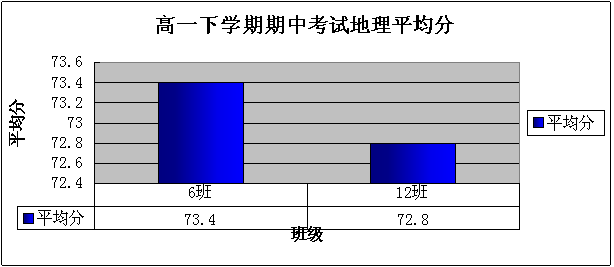 高一下学期期中考试地理平均分
平均分
73.6
73.4
73.2
73
72.8
72.6
72.4
6班 12班
平均分 73.4 72.8
班级
平均分